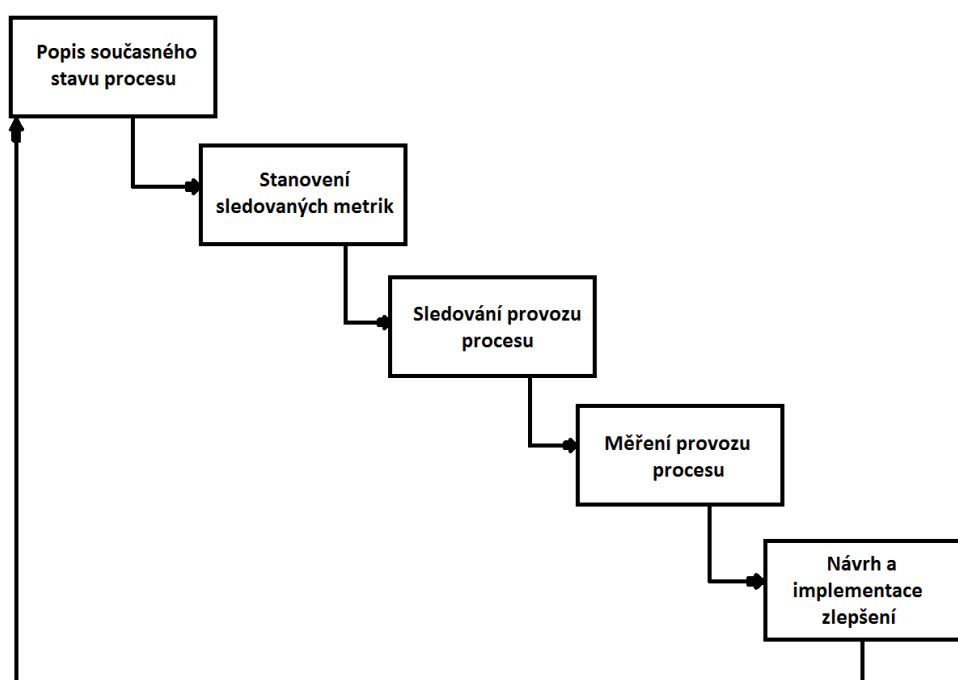 Popis současného
stavu procesu
Stanovení
sledovaných metrik
Sledování provozu
procesu
Měření provozu
procesu
Návrh a
implementace
zlepšení